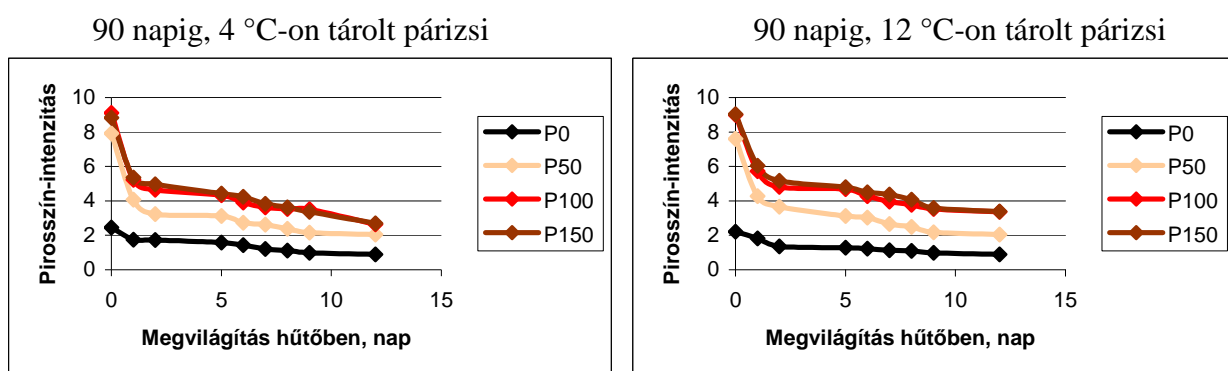 90 napig, 4 °C-on tárolt párizsi
Pirosszín-intenzitás
10
8
6
4
2
0
0 5 10 15
Megvilágítás hűtőben, nap
P0
P50
P100
P150
90 napig, 12 °C-on tárolt párizsi
Pirosszín-intenzitás
10
8
6
4
2
0
0 5 10 15
Megvilágítás hűtőben, nap
P0
P50
P100
P150